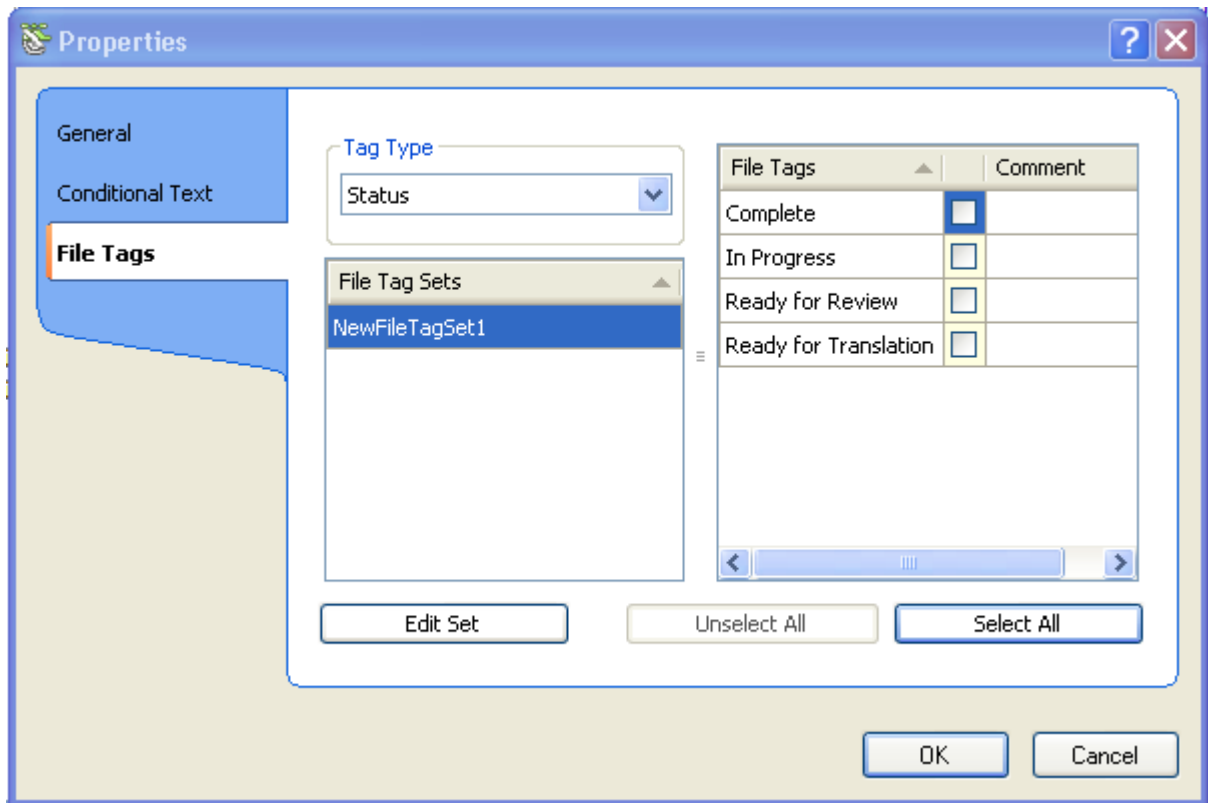 Properties
General
Conditional Text
File Tags
Tag Type
Status
File Tag Sets
NewFileTagSet1
File Tags Comment
Complete
In Progress
Ready for Review
Ready for Translation
Edit Set
Unselect All
Select All
OK
Cancel